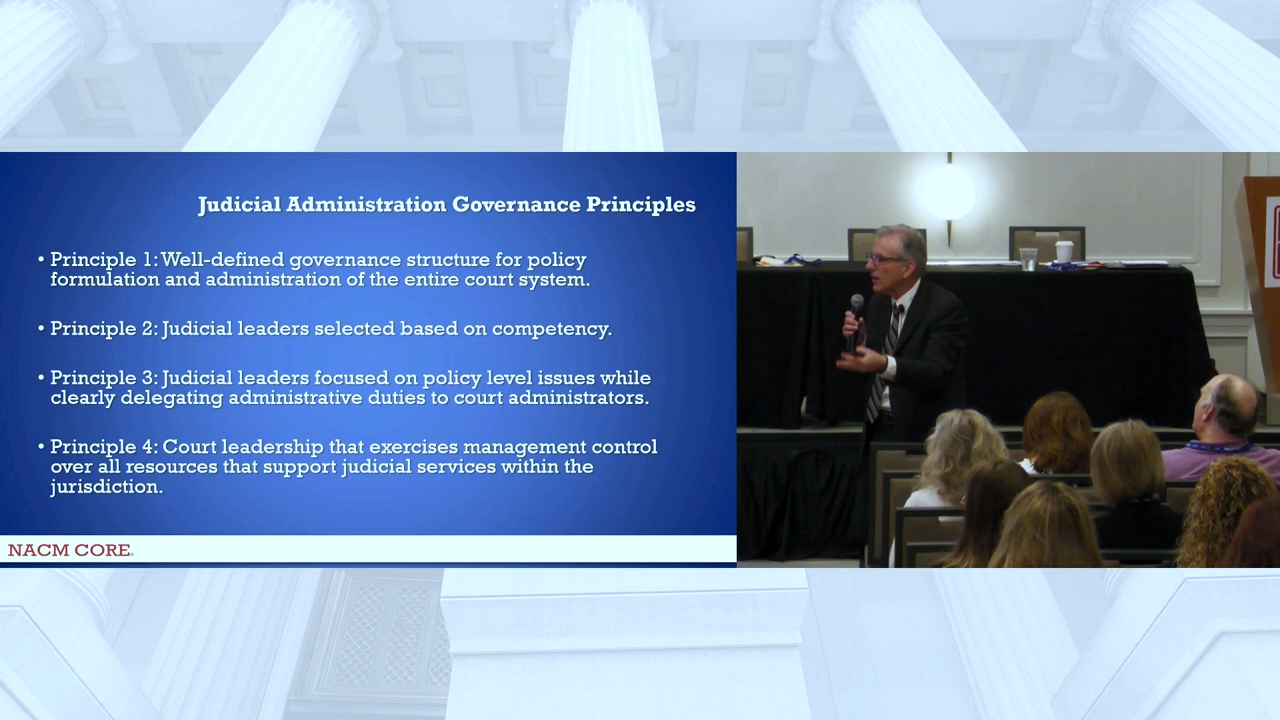 Judicial Administration Governance Principles
• Principle 1: Well-defined governance structure for policy
formulation and administration of the entire court system.
• Principle 2: Judicial leaders selected based on competency.
• Principle 3: Judicial leaders focused on policy level issues while
clearly delegating administrative duties to court administrators.
• Principle 4: Court leadership that exercises management control
over all resources that support judicial services within the
jurisdiction.
NACM CORE